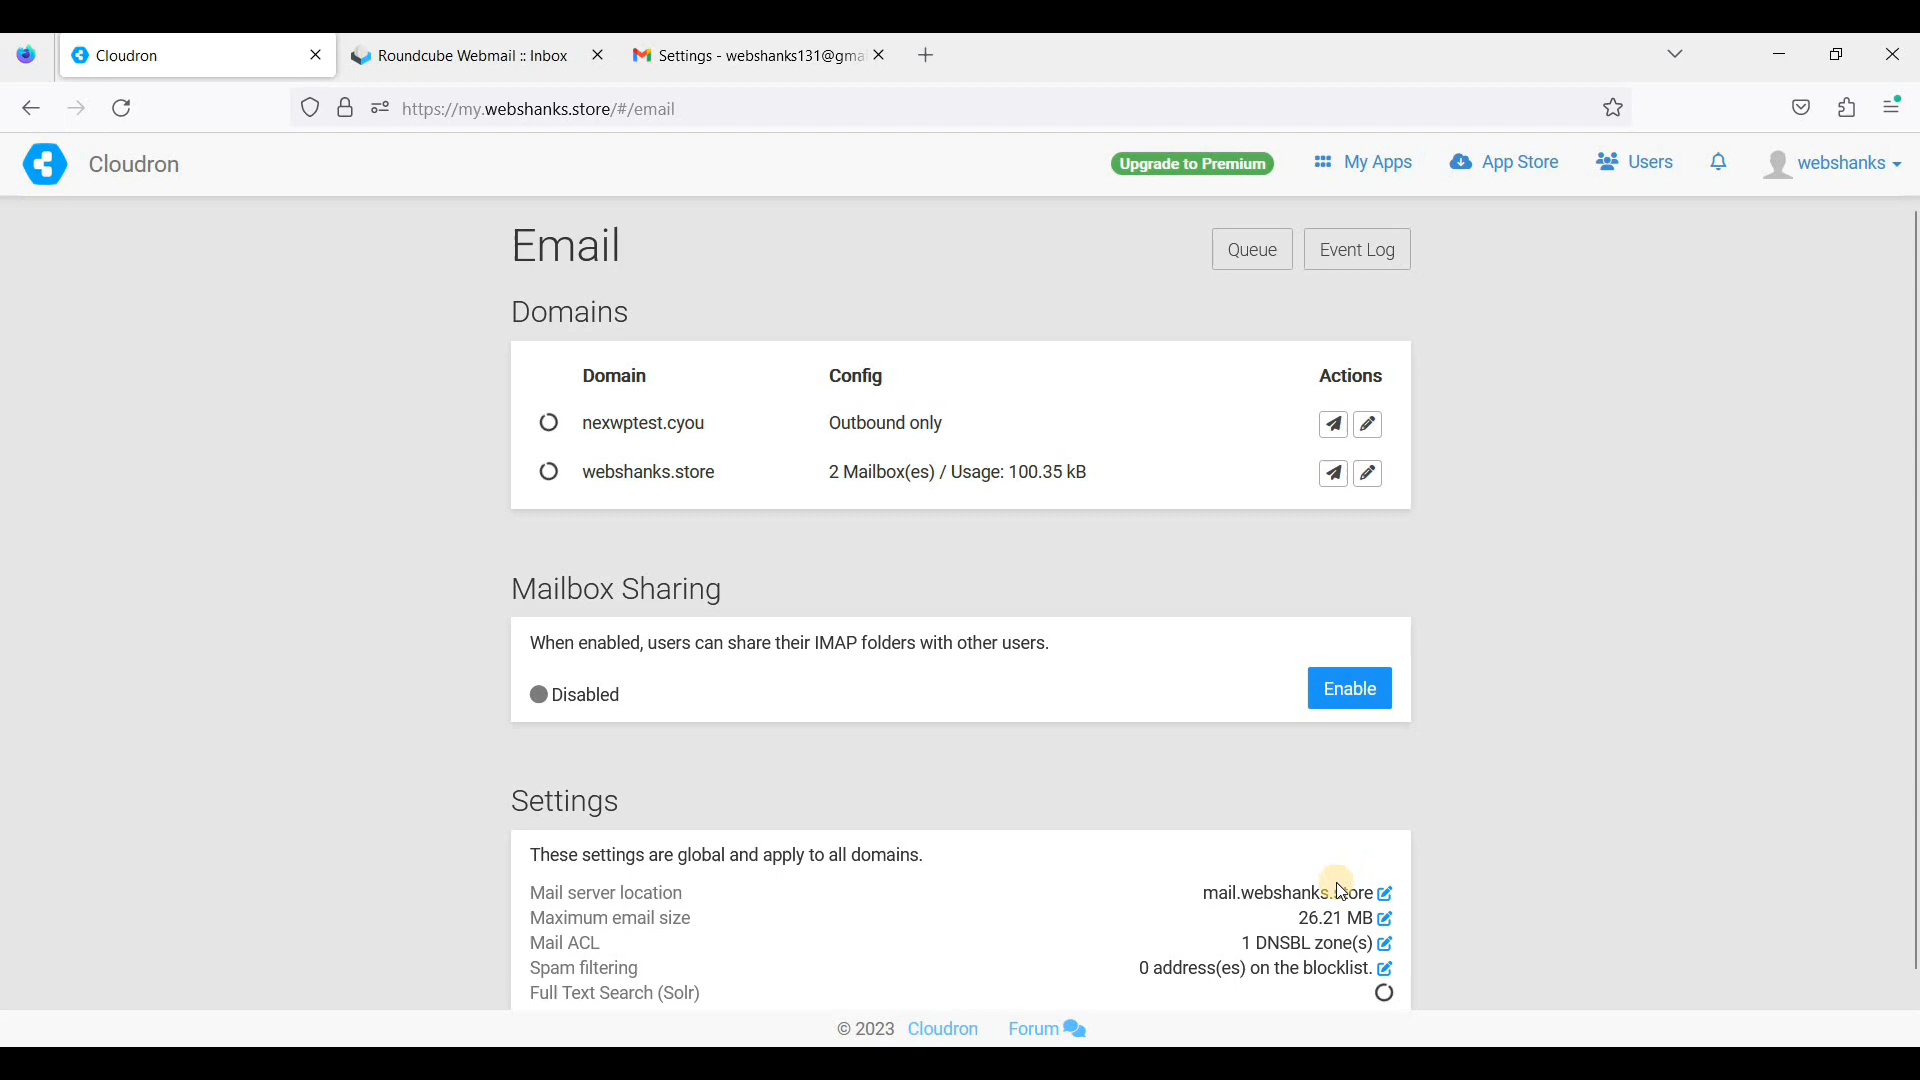 Cloudron
Roundcube Webmail :: Inbox
Settings - webshanks131@gma
https://my.webshanks.store/#/email
Cloudron
Upgrade to Premium
My Apps
App Store
Users
webshanks
Email
Queue
Event Log
Domains
Domain Config Actions
nexwptest.cyou Outbound only
webshanks.store 2 Mailbox(es) / Usage: 100.35 kB
Mailbox Sharing
When enabled, users can share their IMAP folders with other users.
Disabled
Enable
Settings
These settings are global and apply to all domains.
Mail server location mail.webshanks.store
Maximum email size 26.21 MB
Mail ACL 1 DNSBL zone(s)
Spam filtering 0 address(es) on the blocklist.
Full Text Search (Solr)
© 2023 Cloudron Forum